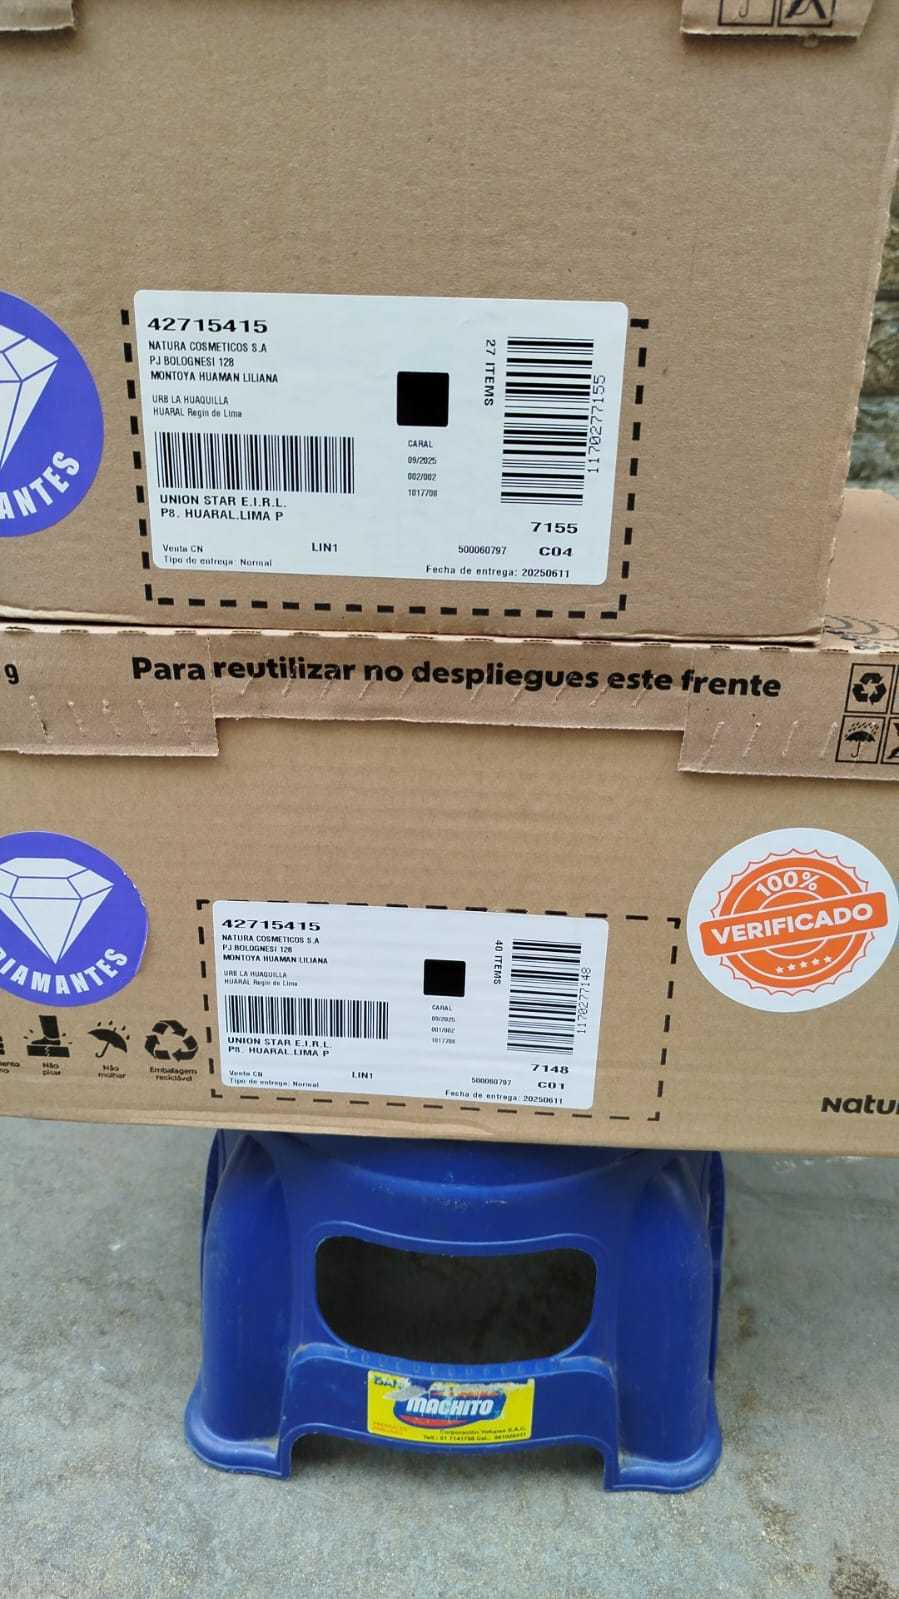 42715415
NATURA COSMETICOS S.A
PJ BOLOGNESI 128
MONTOYA HUAMAN LILIANA
URB LA HUAQUILLA
HUARAL Regin de Lima
27 ITEMS
1170277155
CARAL
09/2025
002/002
1017708
UNION STAR E.I.R.L.
P8. HUARAL.LIMA P
7155
Venta CN
LIN1
500060797
C04
Tipo de entrega: Normal
Fecha de entrega: 20250611
ANTES
9
Para reutilizar no despliegues este frente
DIAMANTES
100%
VERIFICADO
42715415
NATURA COSMETICOS S.A
PJ BOLOGNESI 128
MONTOYA HUAMAN LILIANA
URB LA HUAQUILLA
HUARAL Regin de Lima
40 ITEMS
1170277148
CARAL
09/2025
001/002
1017708
UNION STAR E.I.R.L.
P8. HUARAL.LIMA P
7148
Venta CN
LIN1
500060797
C01
Tipo de entrega: Normal
Fecha de entrega: 20250611
Não
pisar
Não
molhar
Embalagem
reciclável
Natu
MACHITO